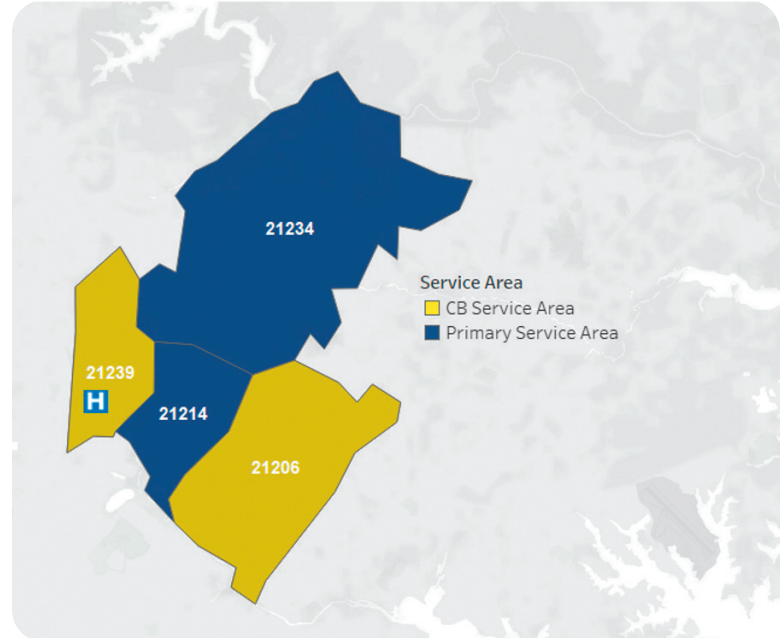 21234
Service Area
CB Service Area
Primary Service Area
21239
H
21214
21206